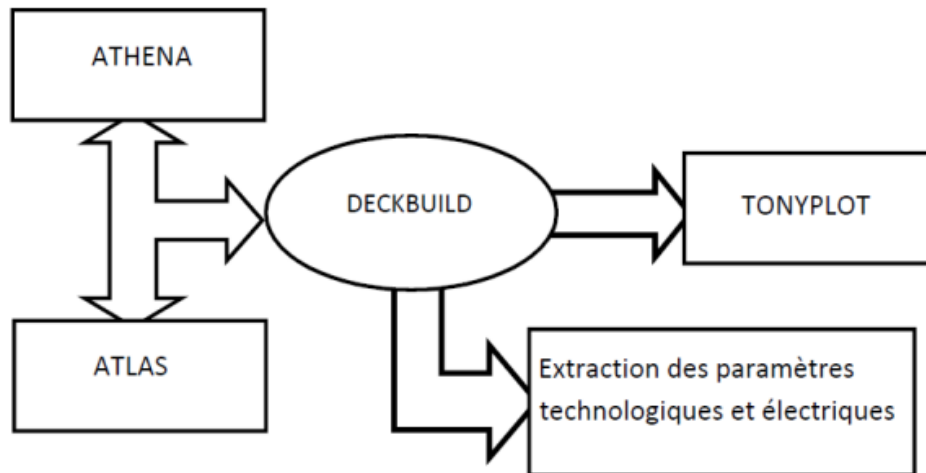 ATHENA
DECKBUILD
TONYPLOT
ATLAS
Extraction des paramètres
technologiques et électriques